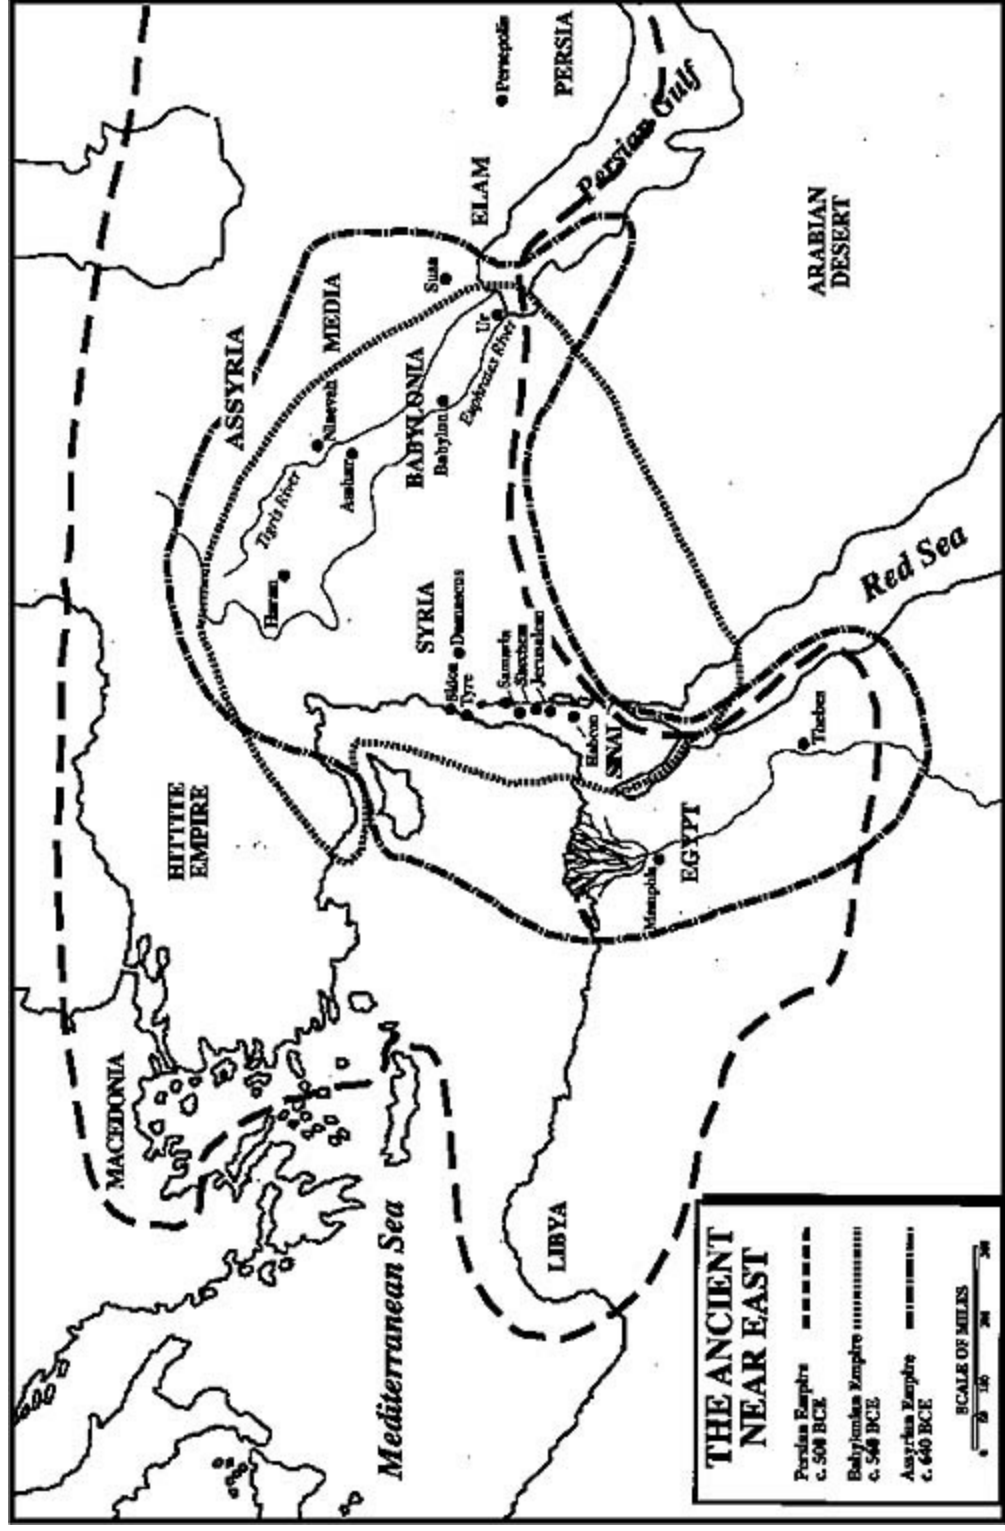 MACEDONIA
HITTITE
EMPIRE
ASSYRIA
MEDIA
ELAM
PERSIA
Persepolis
Persian Gulf
Susa
Ur
Euphrates River
BABYLONIA
Babylon
Nineveh
Tigris River
Haran
SYRIA
Damascus
Sidon
Tyre
Samaria
Shechem
Jerusalem
Hebron
SINAI
EGYPT
Memphis
Thebes
Red Sea
ARABIAN
DESERT
Mediterranean Sea
LIBYA
THE ANCIENT
NEAR EAST
Persian Empire
c. 500 BCE
Babylonian Empire
c. 560 BCE
Assyrian Empire
c. 640 BCE
SCALE OF MILES
0